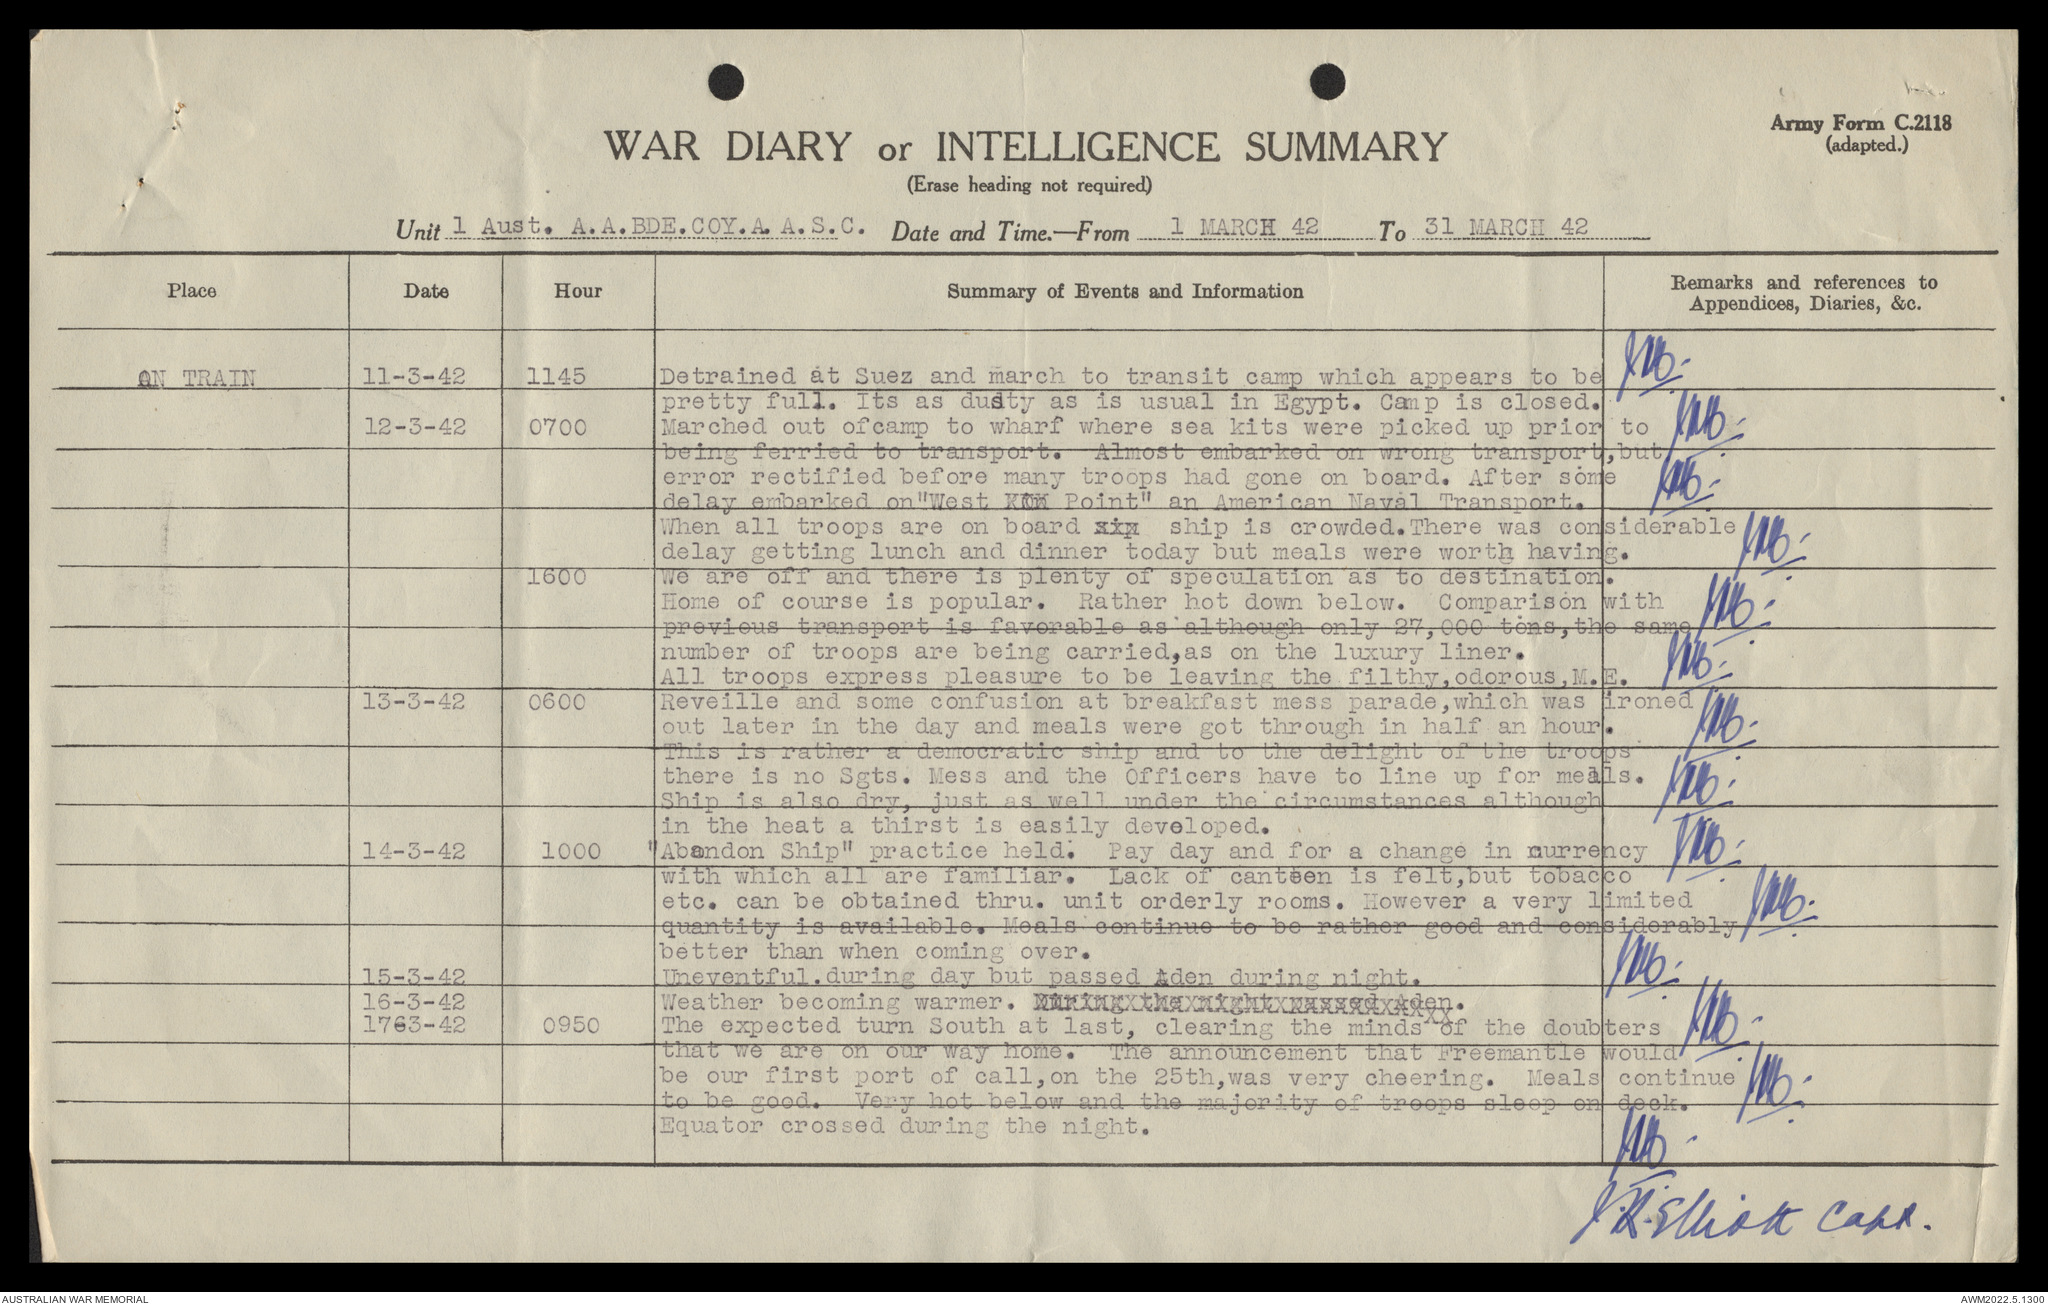 Army Form C.2118
(adapted.)
WAR DIARY or INTELLIGENCE SUMMARY
(Erase heading not required)
Unit 1 Aust. A.A.BDE.COY.A.A.S.C. Date and Time.—From 1 MARCH 42 To 31 MARCH 42
Place Date Hour Summary of Events and Information Remarks and references to
Appendices, Diaries, &c.
ON TRAIN 11-3-42 1145 Detrained at Suez and march to transit camp which appears to be
pretty full. Its as dusty as is usual in Egypt. Camp is closed.
12-3-42 0700 Marched out ofcamp to wharf where sea kits were picked up prior to
being ferried to transport. Almost embarked on wrong transport,but
error rectified before many troops had gone on board. After some
delay embarked on"West Point" an American Naval Transport.
When all troops are on board ship is crowded.There was considerable
delay getting lunch and dinner today but meals were worth having.
1600 We are off and there is plenty of speculation as to destination.
Home of course is popular. Rather hot down below. Comparison with
previous transport is favorable as although only 27,000 tons,the same
number of troops are being carried,as on the luxury liner.
All troops express pleasure to be leaving the filthy,odorous,M.E.
13-3-42 0600 Reveille and some confusion at breakfast mess parade,which was ironed
out later in the day and meals were got through in half an hour.
This is rather a democratic ship and to the delight of the troops
there is no Sgts. Mess and the Officers have to line up for meals.
Ship is also dry, just as well under the circumstances although
in the heat a thirst is easily developed.
14-3-42 1000 "Abandon Ship" practice held. Pay day and for a change in currency
with which all are familiar. Lack of canteen is felt,but tobacco
etc. can be obtained thru. unit orderly rooms. However a very limited
quantity is available. Meals continue to be rather good and considerably
better than when coming over.
15-3-42 Uneventful.during day but passed Aden during night.
16-3-42 Weather becoming warmer. During the night passed Aden.
1763-42 0950 The expected turn South at last, clearing the minds of the doubters
that we are on our way home. The announcement that Freemantle would
be our first port of call,on the 25th,was very cheering. Meals continue
to be good. Very hot below and the majority of troops sleep on deck.
Equator crossed during the night.
J.R. Elliott Capt.
AUSTRALIAN WAR MEMORIAL AWM2022.5.1300